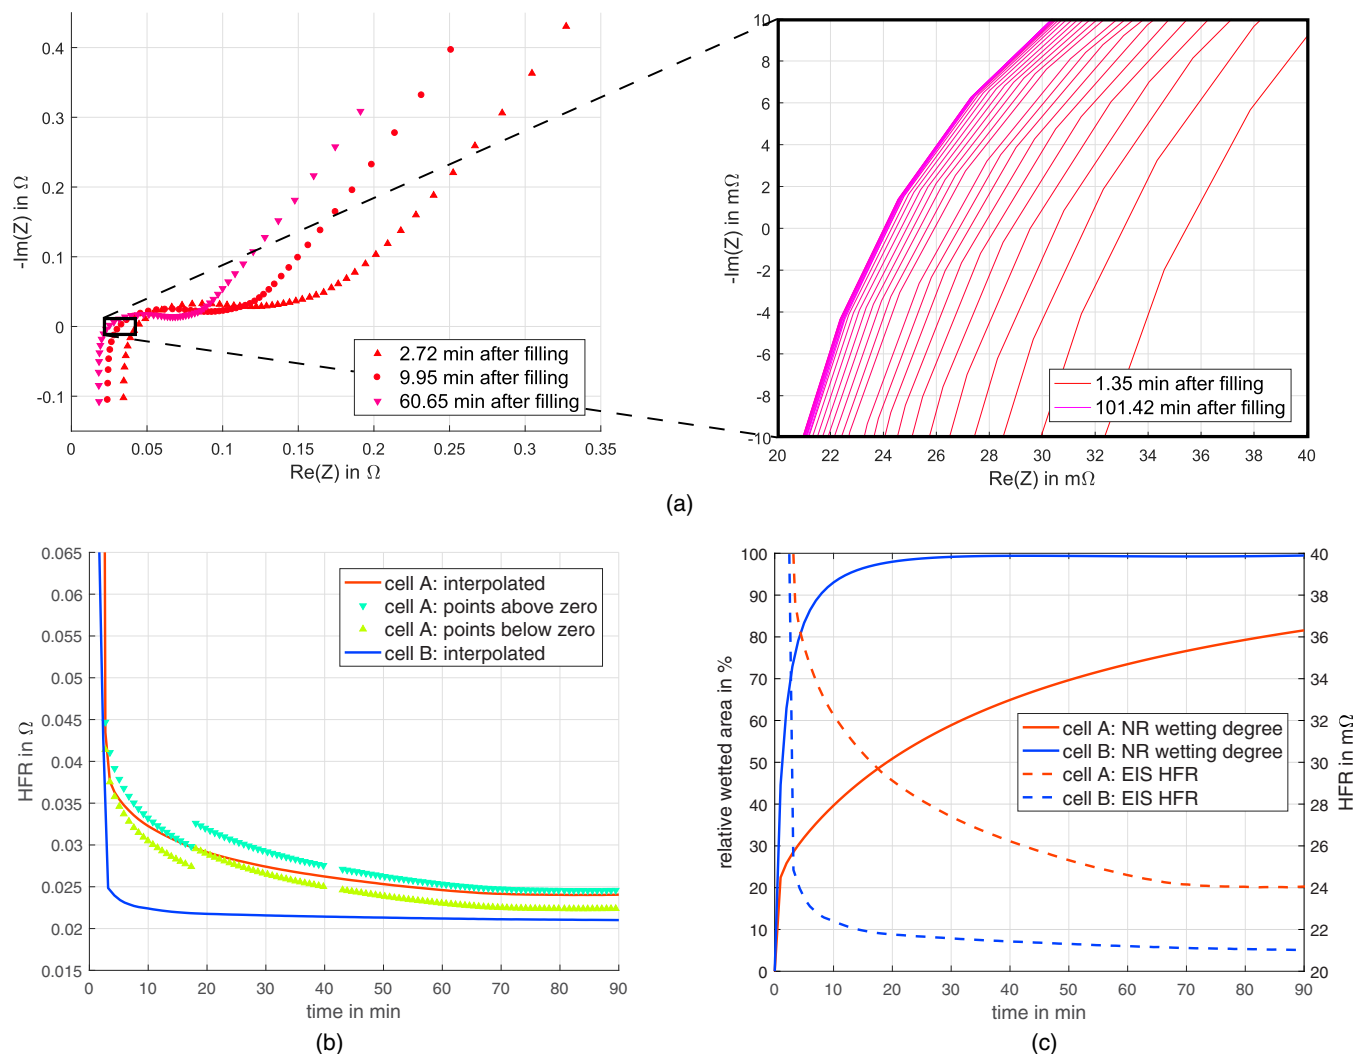 0.4
0.3
0.2
0.1
0
-0.1
-Im(Z) in Ω
0 0.05 0.1 0.15 0.2 0.25 0.3 0.35
Re(Z) in Ω
2.72 min after filling
9.95 min after filling
60.65 min after filling
10
8
6
4
2
0
-2
-4
-6
-8
-10
-Im(Z) in mΩ
20 22 24 26 28 30 32 34 36 38 40
Re(Z) in mΩ
1.35 min after filling
101.42 min after filling
(a)
0.065
0.06
0.055
0.05
0.045
0.04
0.035
0.03
0.025
0.02
0.015
HFR in Ω
0 10 20 30 40 50 60 70 80 90
time in min
cell A: interpolated
cell A: points above zero
cell A: points below zero
cell B: interpolated
(b)
100
90
80
70
60
50
40
30
20
10
0
relative wetted area in %
40
38
36
34
32
30
28
26
24
22
20
HFR in mΩ
0 10 20 30 40 50 60 70 80 90
time in min
cell A: NR wetting degree
cell B: NR wetting degree
cell A: EIS HFR
cell B: EIS HFR
(c)